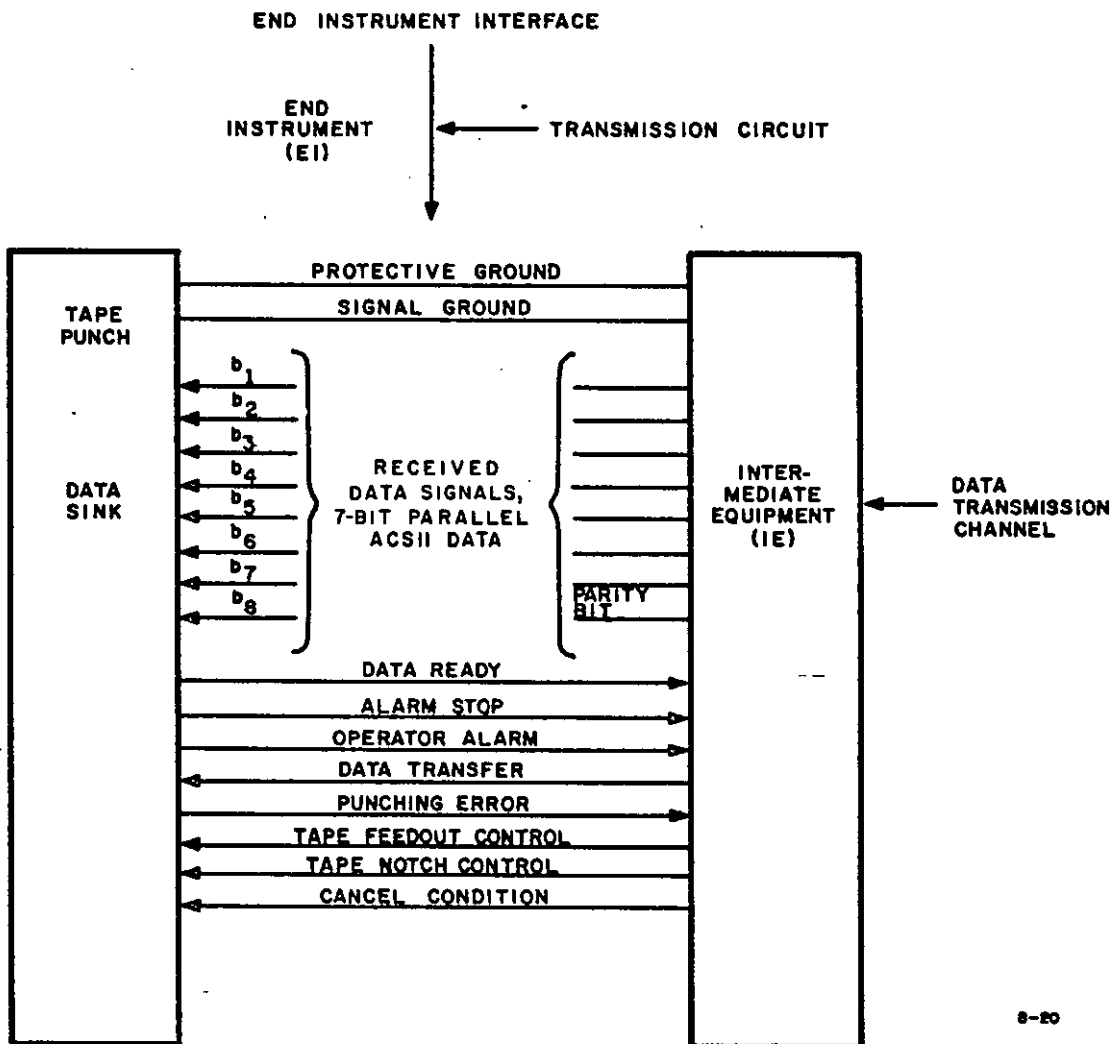 END INSTRUMENT INTERFACE
END
INSTRUMENT
(EI)
TRANSMISSION CIRCUIT
PROTECTIVE GROUND
SIGNAL GROUND
TAPE
PUNCH
b1
b2
b3
b4
b5
b6
b7
b8
DATA
SINK
RECEIVED
DATA SIGNALS,
7-BIT PARALLEL
ACSII DATA
PARITY
BIT
INTER-
MEDIATE
EQUIPMENT
(IE)
DATA
TRANSMISSION
CHANNEL
DATA READY
ALARM STOP
OPERATOR ALARM
DATA TRANSFER
PUNCHING ERROR
TAPE FEEDOUT CONTROL
TAPE NOTCH CONTROL
CANCEL CONDITION
8-20